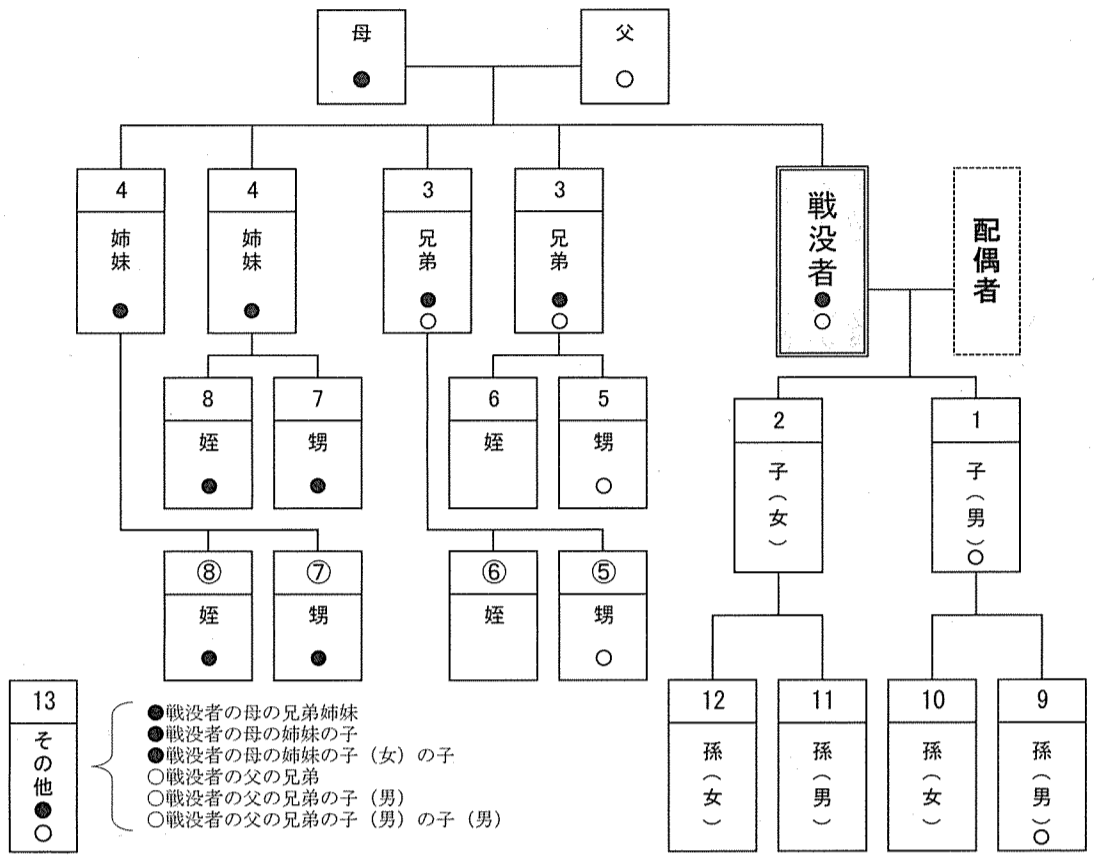 母
●
父
○
4
姉妹
●
4
姉妹
●
3
兄弟
●
○
3
兄弟
●
○
戦没者
●
○
配偶者
8
姪
●
7
甥
●
6
姪
5
甥
○
2
子(女)
1
子(男)○
⑧
姪
●
⑦
甥
●
⑥
姪
⑤
甥
○
12
孫(女)
11
孫(男)
10
孫(女)
9
孫(男)○
13
その他
●
○
●戦没者の母の兄弟姉妹
●戦没者の母の姉妹の子
●戦没者の母の姉妹の子(女)の子
○戦没者の父の兄弟
○戦没者の父の兄弟の子(男)
○戦没者の父の兄弟の子(男)の子(男)